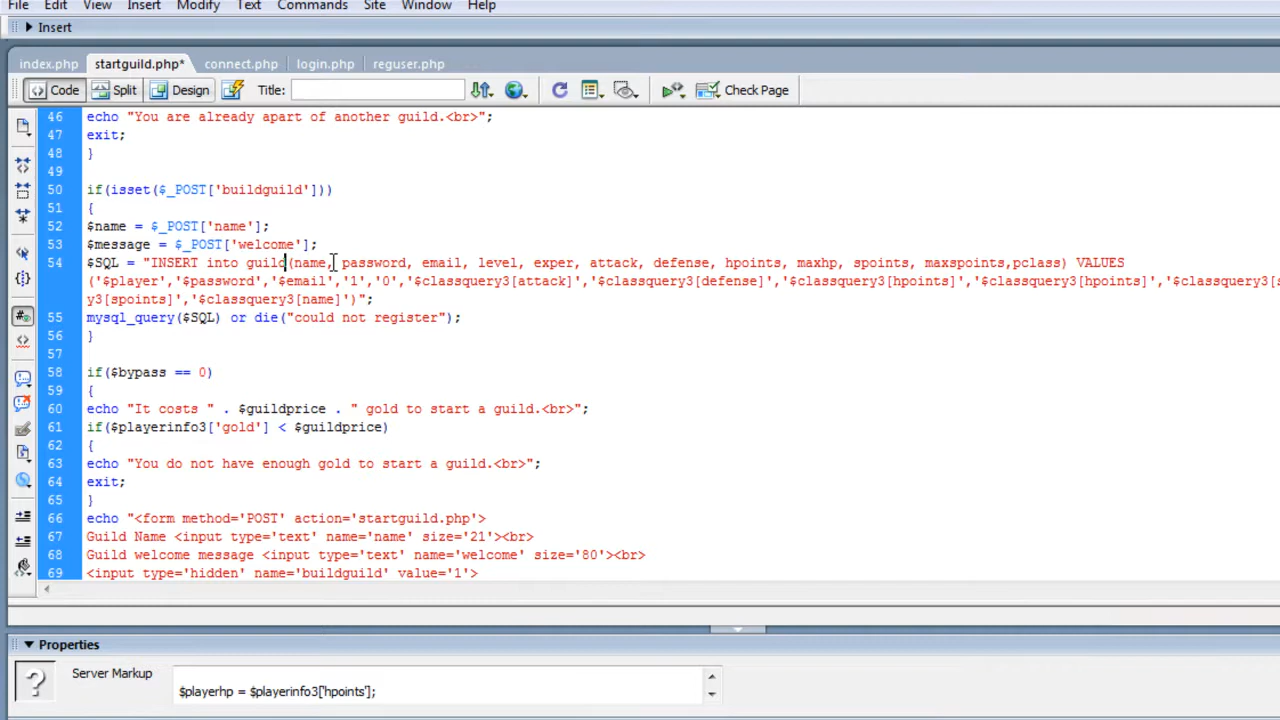 File Edit View Insert Modify Text Commands Site Window Help
Insert
index.php startguild.php* connect.php login.php reguser.php
Code Split Design Title: Check Page
46 echo "You are already apart of another guild.<br>";
47 exit;
48 }
49
50 if(isset($_POST['buildguild']))
51 {
52 $name = $_POST['name'];
53 $message = $_POST['welcome'];
54 $SQL = "INSERT into guild(name, password, email, level, exper, attack, defense, hpoints, maxhp, spoints, maxspoints,pclass) VALUES
('$player','$password','$email','1','0','$classquery3[attack]','$classquery3[defense]','$classquery3[hpoints]','$classquery3[hpoints]','$classquery3[s
y3[spoints]','$classquery3[name]')";
55 mysql_query($SQL) or die("could not register");
56 }
57
58 if($bypass == 0)
59 {
60 echo "It costs " . $guildprice . " gold to start a guild.<br>";
61 if($playerinfo3['gold'] < $guildprice)
62 {
63 echo "You do not have enough gold to start a guild.<br>";
64 exit;
65 }
66 echo "<form method='POST' action='startguild.php'>
67 Guild Name <input type='text' name='name' size='21'><br>
68 Guild welcome message <input type='text' name='welcome' size='80'><br>
69 <input type='hidden' name='buildguild' value='1'>
Properties
Server Markup
$playerhp = $playerinfo3['hpoints'];